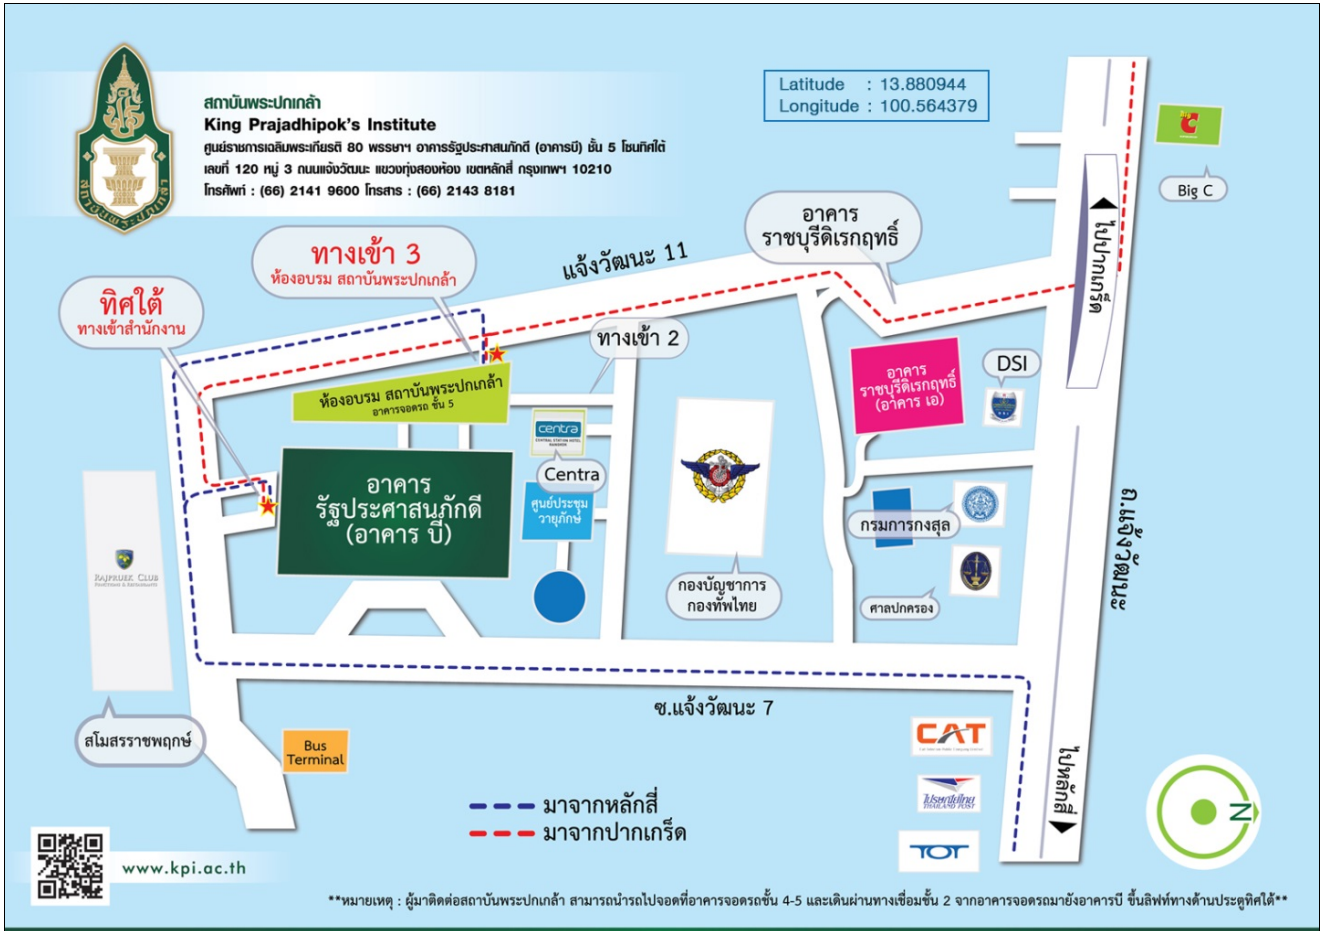 สถาบันพระปกเกล้า
King Prajadhipok's Institute
ศูนย์ราชการเฉลิมพระเกียรติ 80 พรรษาฯ อาคารรัฐประศาสนภักดี (อาคารบี) ชั้น 5 โซนทิศใต้
เลขที่ 120 หมู่ 3 ถนนแจ้งวัฒนะ แขวงทุ่งสองห้อง เขตหลักสี่ กรุงเทพฯ 10210
โทรศัพท์ : (66) 2141 9600 โทรสาร : (66) 2143 8181
สถาบันพระปกเกล้า
Latitude : 13.880944
Longitude : 100.564379
Big C
ไปปากเกร็ด
อาคาร
ราชบุรีดิเรกฤทธิ์
แจ้งวัฒนะ 11
ทางเข้า 3
ห้องอบรม สถาบันพระปกเกล้า
ทิศใต้
ทางเข้าสำนักงาน
ทางเข้า 2
ห้องอบรม สถาบันพระปกเกล้า
อาคารจอดรถ ชั้น 5
อาคาร
ราชบุรีดิเรกฤทธิ์
(อาคาร เอ)
DSI
centra
Centra
อาคาร
รัฐประศาสนภักดี
(อาคาร บี)
ศูนย์ประชุม
วายุภักษ์
กรมการกงสุล
ถ.แจ้งวัฒนะ
RAJPRUEK CLUB
กองบัญชาการ
กองทัพไทย
ศาลปกครอง
ซ.แจ้งวัฒนะ 7
สโมสรราชพฤกษ์
Bus
Terminal
CAT
ไปรษณีย์ไทย
THAILAND POST
TOT
ไปหลักสี่
มาจากหลักสี่
มาจากปากเกร็ด
N
www.kpi.ac.th
**หมายเหตุ : ผู้มาติดต่อสถาบันพระปกเกล้า สามารถนำรถไปจอดที่อาคารจอดรถชั้น 4-5 และเดินผ่านทางเชื่อมชั้น 2 จากอาคารจอดรถมายังอาคารบี ขึ้นลิฟท์ทางด้านประตูทิศใต้**